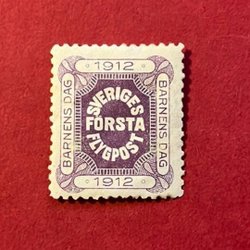 1912
BARNENS DAG
SVERIGES
FÖRSTA
FLYGPOST
BARNENS DAG
1912